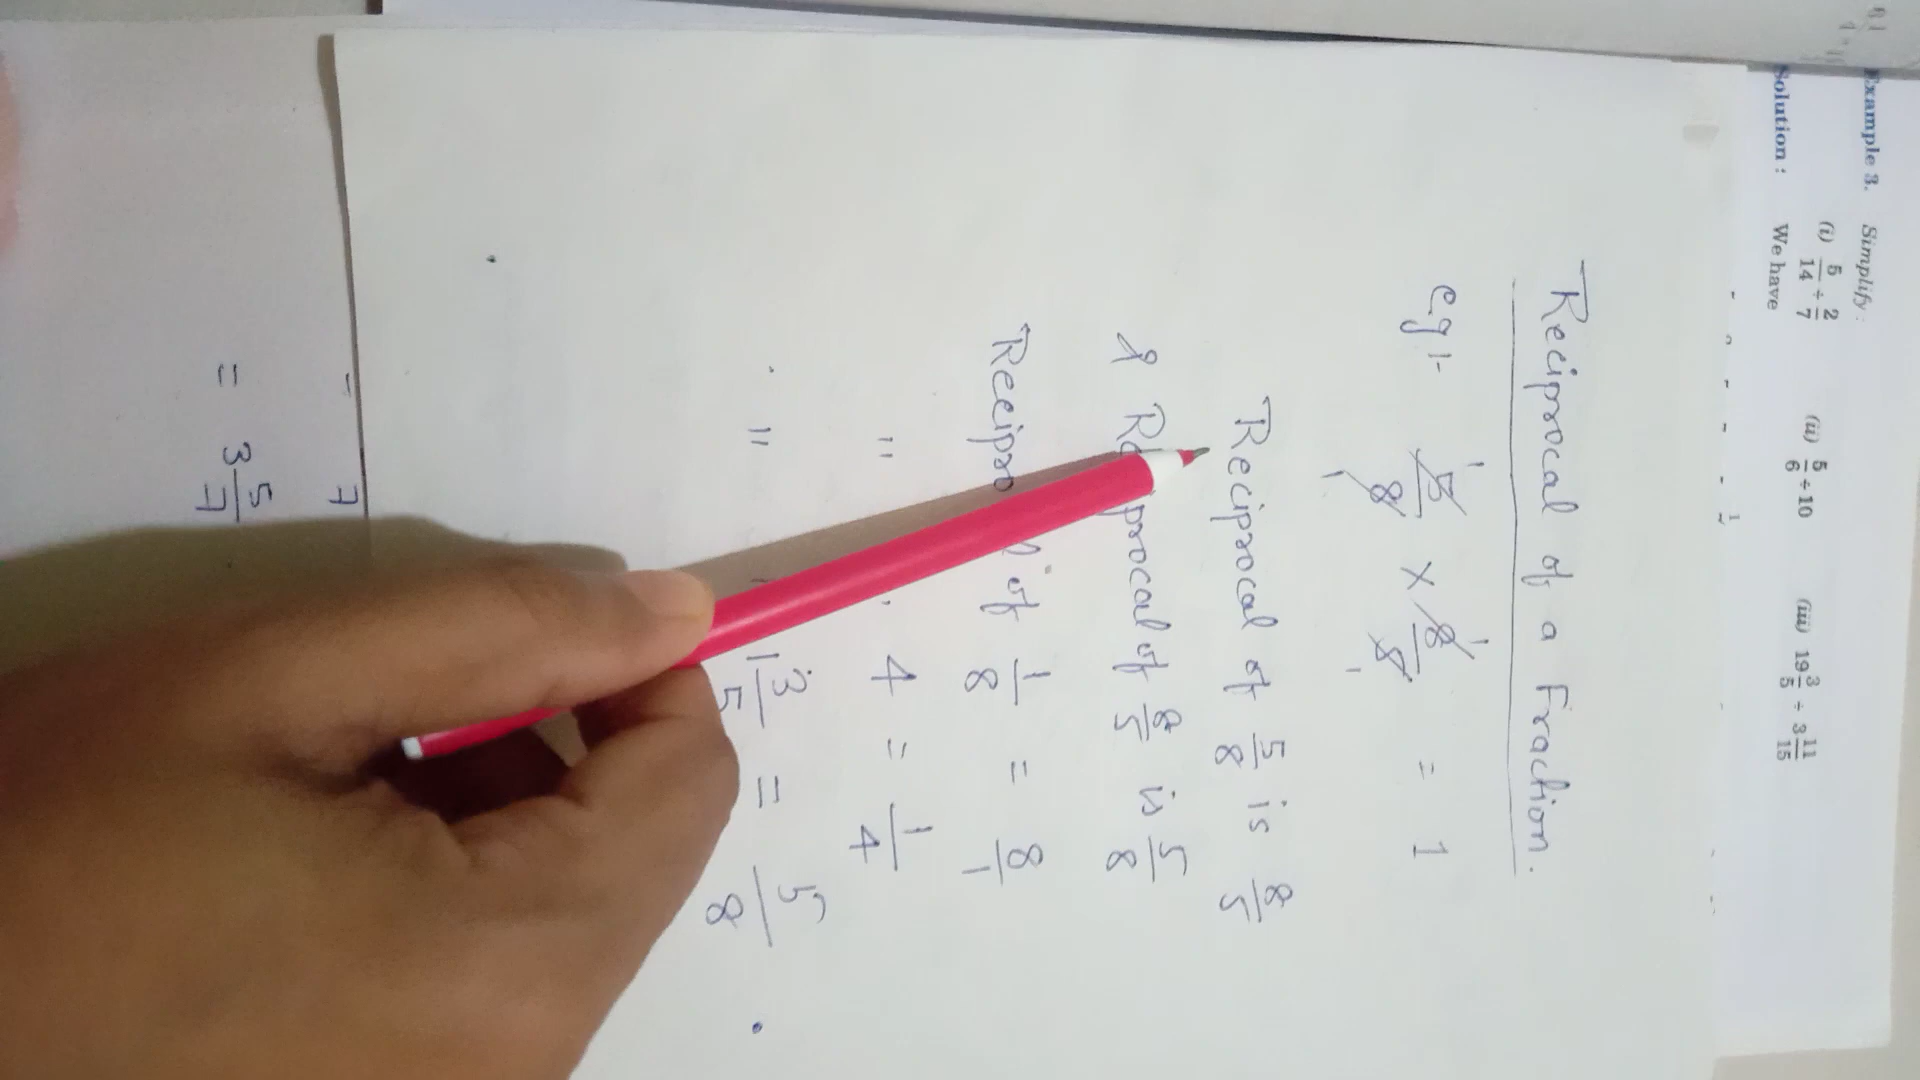 Example 3. Simplify:
(i) 5/14 ÷ 2/7 (ii) 5/6 ÷ 10 (iii) 19 3/5 ÷ 3 11/15
Solution: We have
Reciprocal of a Fraction.
eg:- 5/8 × 8/5 = 1
Reciprocal of 5/8 is 8/5
& Reciprocal of 8/5 is 5/8
Reciprocal of 1/8 = 8/1
" 4 = 1/4
" 1 3/5 = 5/8
7
= 3 5/7